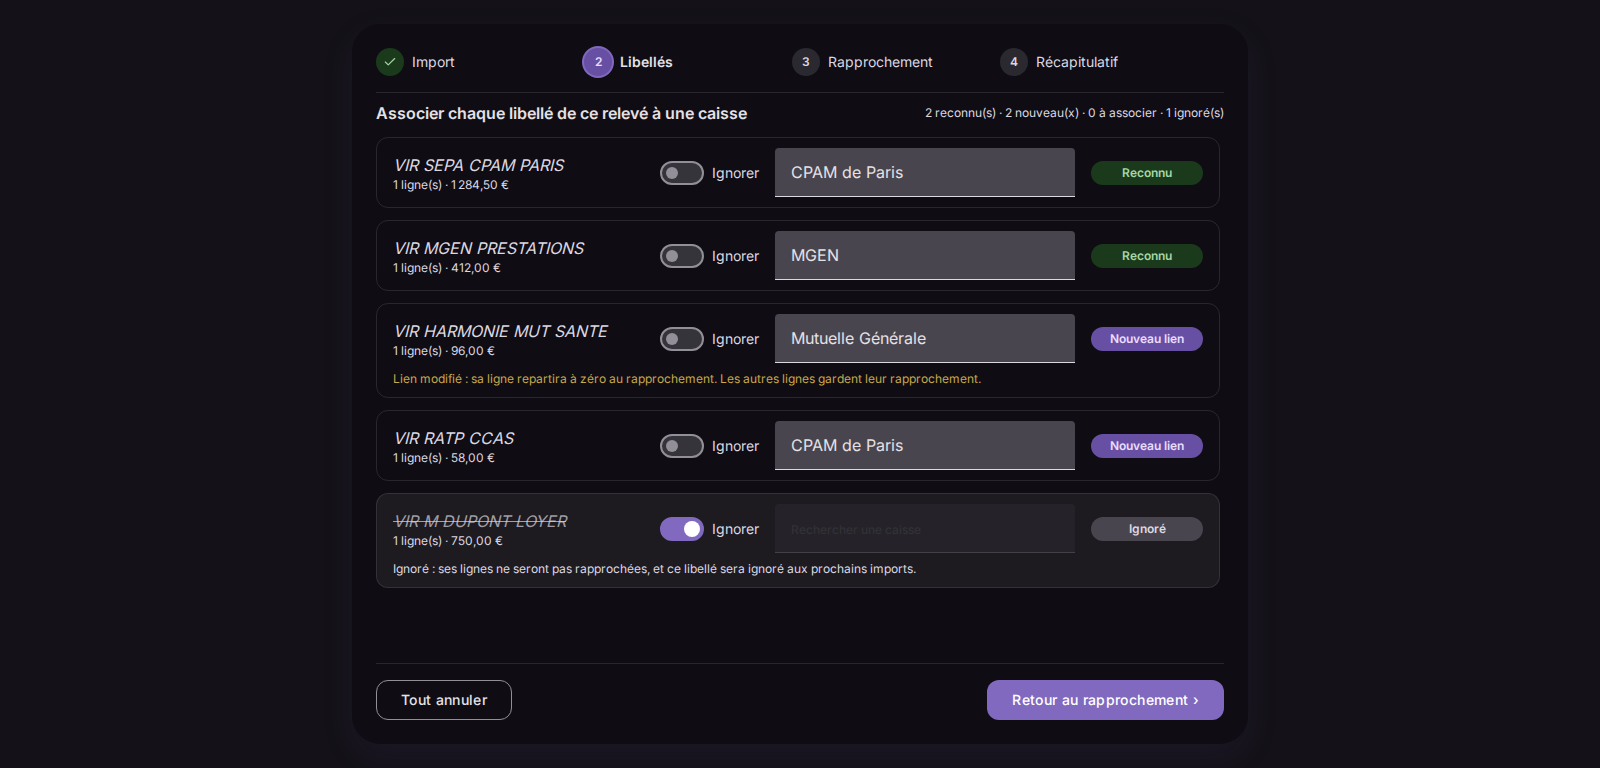 Import
2 Libellés
3 Rapprochement
4 Récapitulatif
Associer chaque libellé de ce relevé à une caisse
2 reconnu(s) · 2 nouveau(x) · 0 à associer · 1 ignoré(s)
VIR SEPA CPAM PARIS
1 ligne(s) · 1 284,50 €
Ignorer
CPAM de Paris
Reconnu
VIR MGEN PRESTATIONS
1 ligne(s) · 412,00 €
Ignorer
MGEN
Reconnu
VIR HARMONIE MUT SANTE
1 ligne(s) · 96,00 €
Ignorer
Mutuelle Générale
Nouveau lien
Lien modifié : sa ligne repartira à zéro au rapprochement. Les autres lignes gardent leur rapprochement.
VIR RATP CCAS
1 ligne(s) · 58,00 €
Ignorer
CPAM de Paris
Nouveau lien
VIR M DUPONT LOYER
1 ligne(s) · 750,00 €
Ignorer
Rechercher une caisse
Ignoré
Ignoré : ses lignes ne seront pas rapprochées, et ce libellé sera ignoré aux prochains imports.
Tout annuler
Retour au rapprochement ›